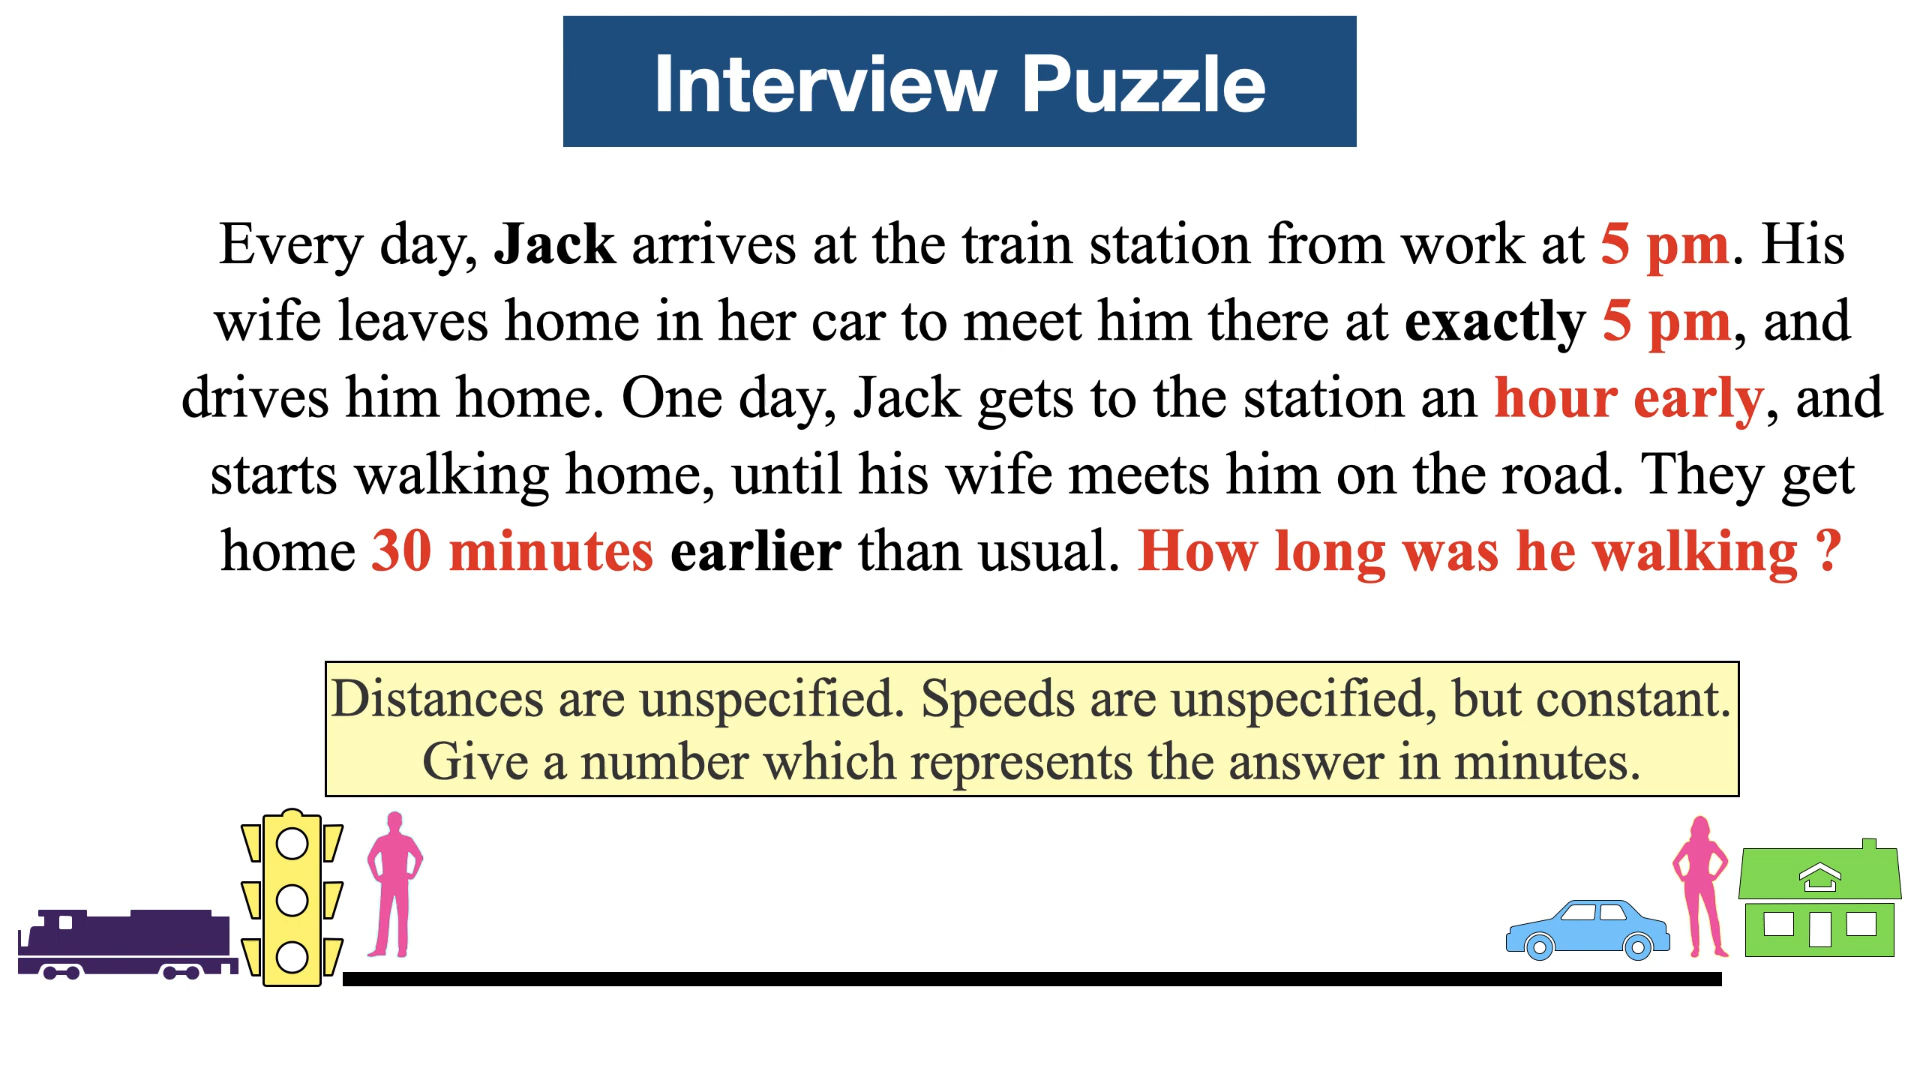 Interview Puzzle
Every day, Jack arrives at the train station from work at 5 pm. His
wife leaves home in her car to meet him there at exactly 5 pm, and
drives him home. One day, Jack gets to the station an hour early, and
starts walking home, until his wife meets him on the road. They get
home 30 minutes earlier than usual. How long was he walking ?
Distances are unspecified. Speeds are unspecified, but constant.
Give a number which represents the answer in minutes.